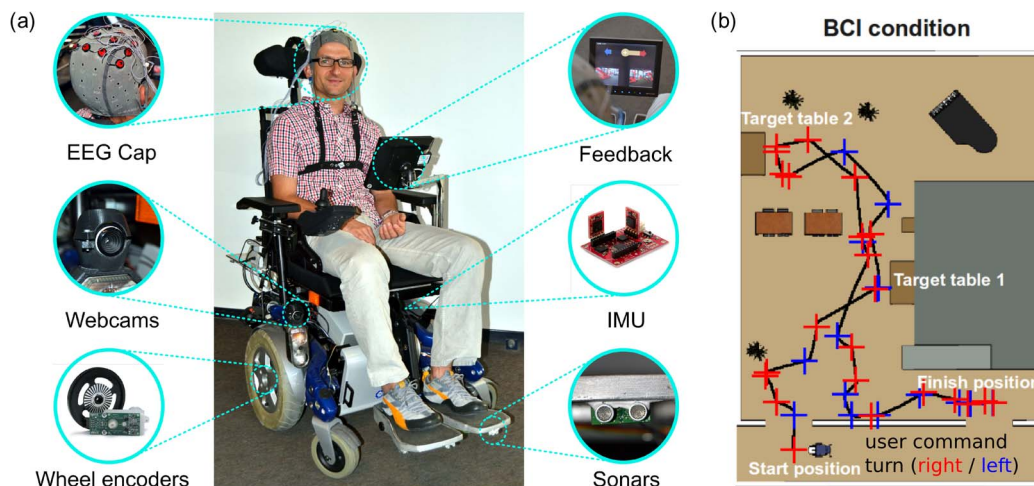 (a)
EEG Cap
Webcams
Wheel encoders
Feedback
IMU
Sonars
(b)
BCI condition
Target table 2
Target table 1
Finish position
Start position
user command
turn (right / left)